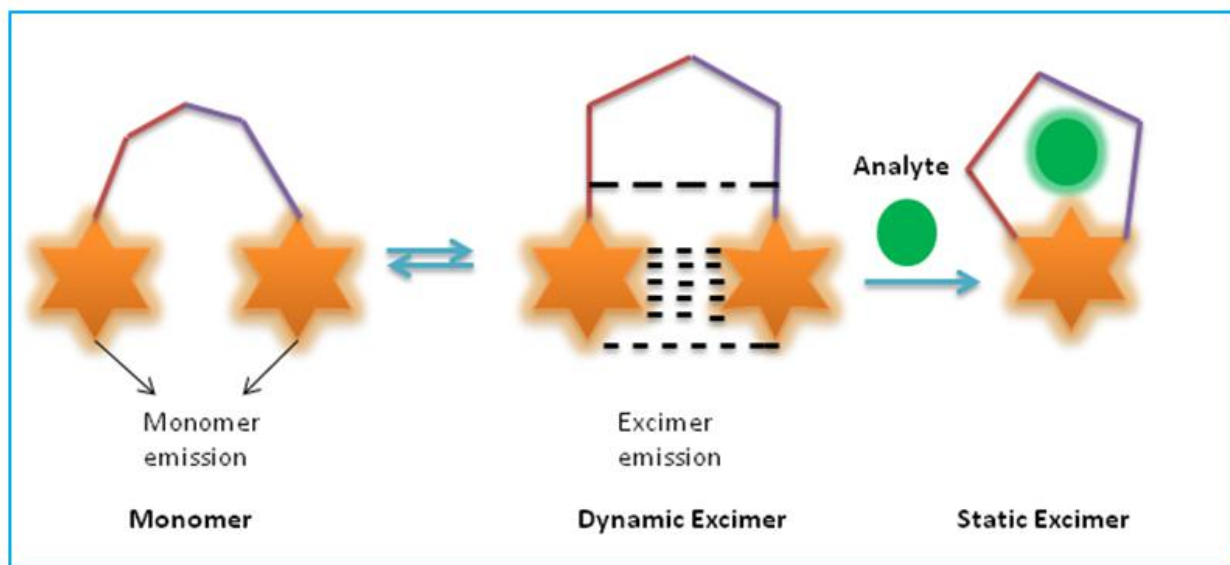 Analyte
Monomer
emission
Excimer
emission
Monomer
Dynamic Excimer
Static Excimer